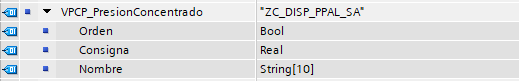 VPCP_PresionConcentrado "ZC_DISP_PPAL_SA"
Orden Bool
Consigna Real
Nombre String[10]